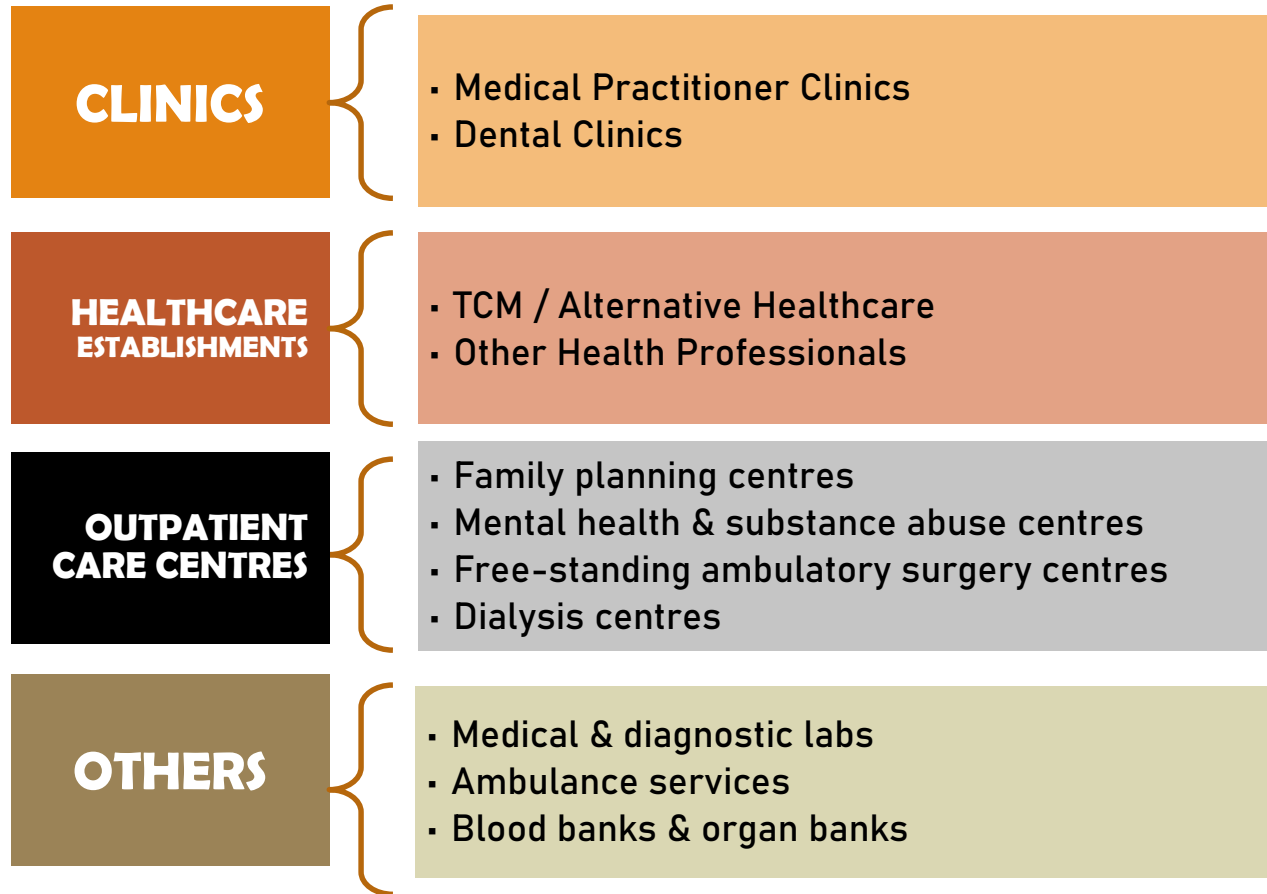 CLINICS
▪ Medical Practitioner Clinics
▪ Dental Clinics
HEALTHCARE
ESTABLISHMENTS
▪ TCM / Alternative Healthcare
▪ Other Health Professionals
OUTPATIENT
CARE CENTRES
▪ Family planning centres
▪ Mental health & substance abuse centres
▪ Free-standing ambulatory surgery centres
▪ Dialysis centres
OTHERS
▪ Medical & diagnostic labs
▪ Ambulance services
▪ Blood banks & organ banks